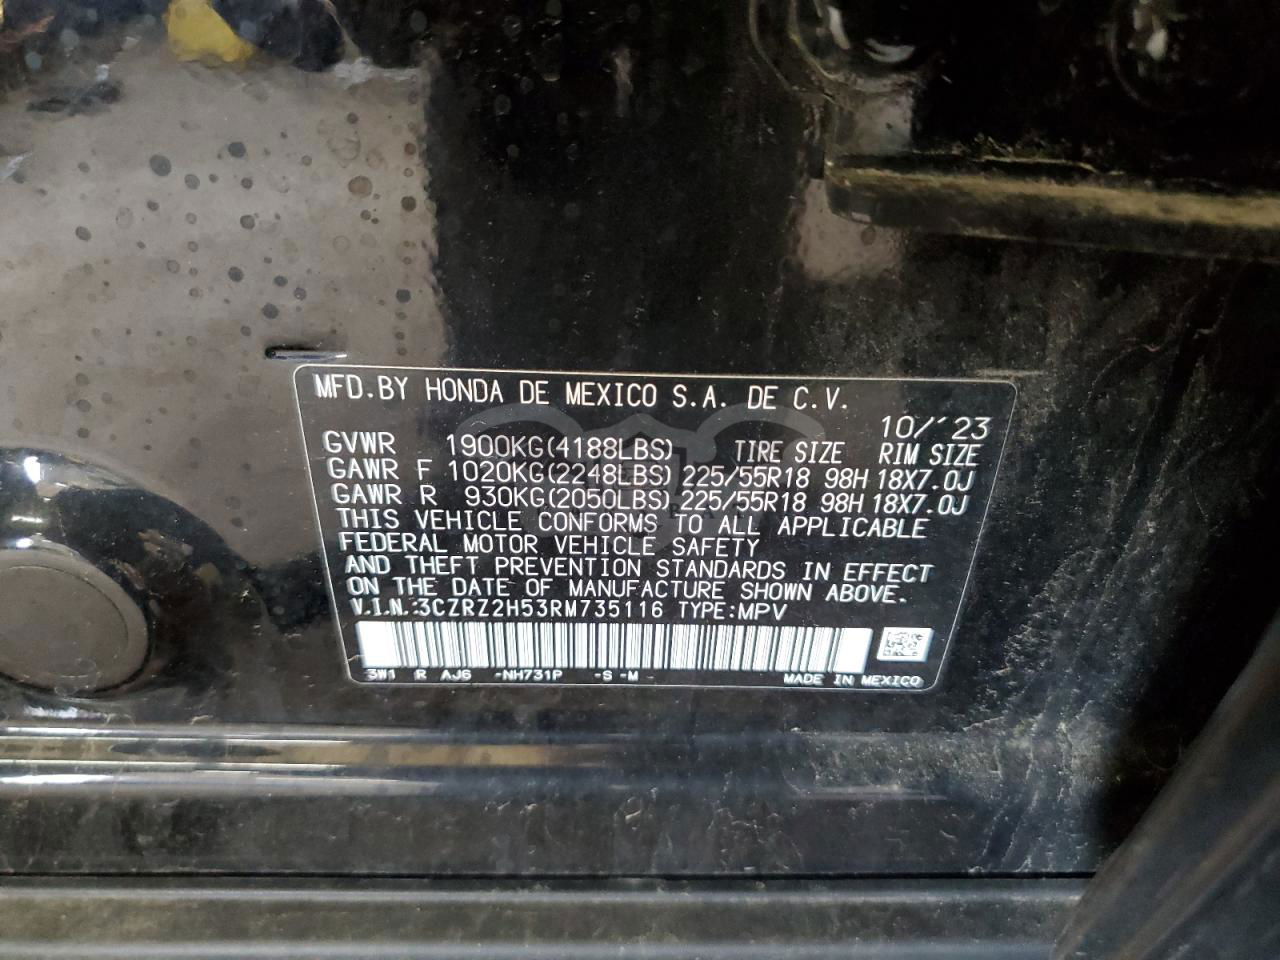 MFD.BY HONDA DE MEXICO S.A. DE C.V.
10/´23
GVWR 1900KG(4188LBS) TIRE SIZE RIM SIZE
GAWR F 1020KG(2248LBS) 225/55R18 98H 18X7.0J
GAWR R 930KG(2050LBS) 225/55R18 98H 18X7.0J
THIS VEHICLE CONFORMS TO ALL APPLICABLE
FEDERAL MOTOR VEHICLE SAFETY
AND THEFT PREVENTION STANDARDS IN EFFECT
ON THE DATE OF MANUFACTURE SHOWN ABOVE.
V.I.N.:3CZRZ2H53RM735116 TYPE:MPV
3W1 R AJ6 -NH731P -S -M
MADE IN MEXICO